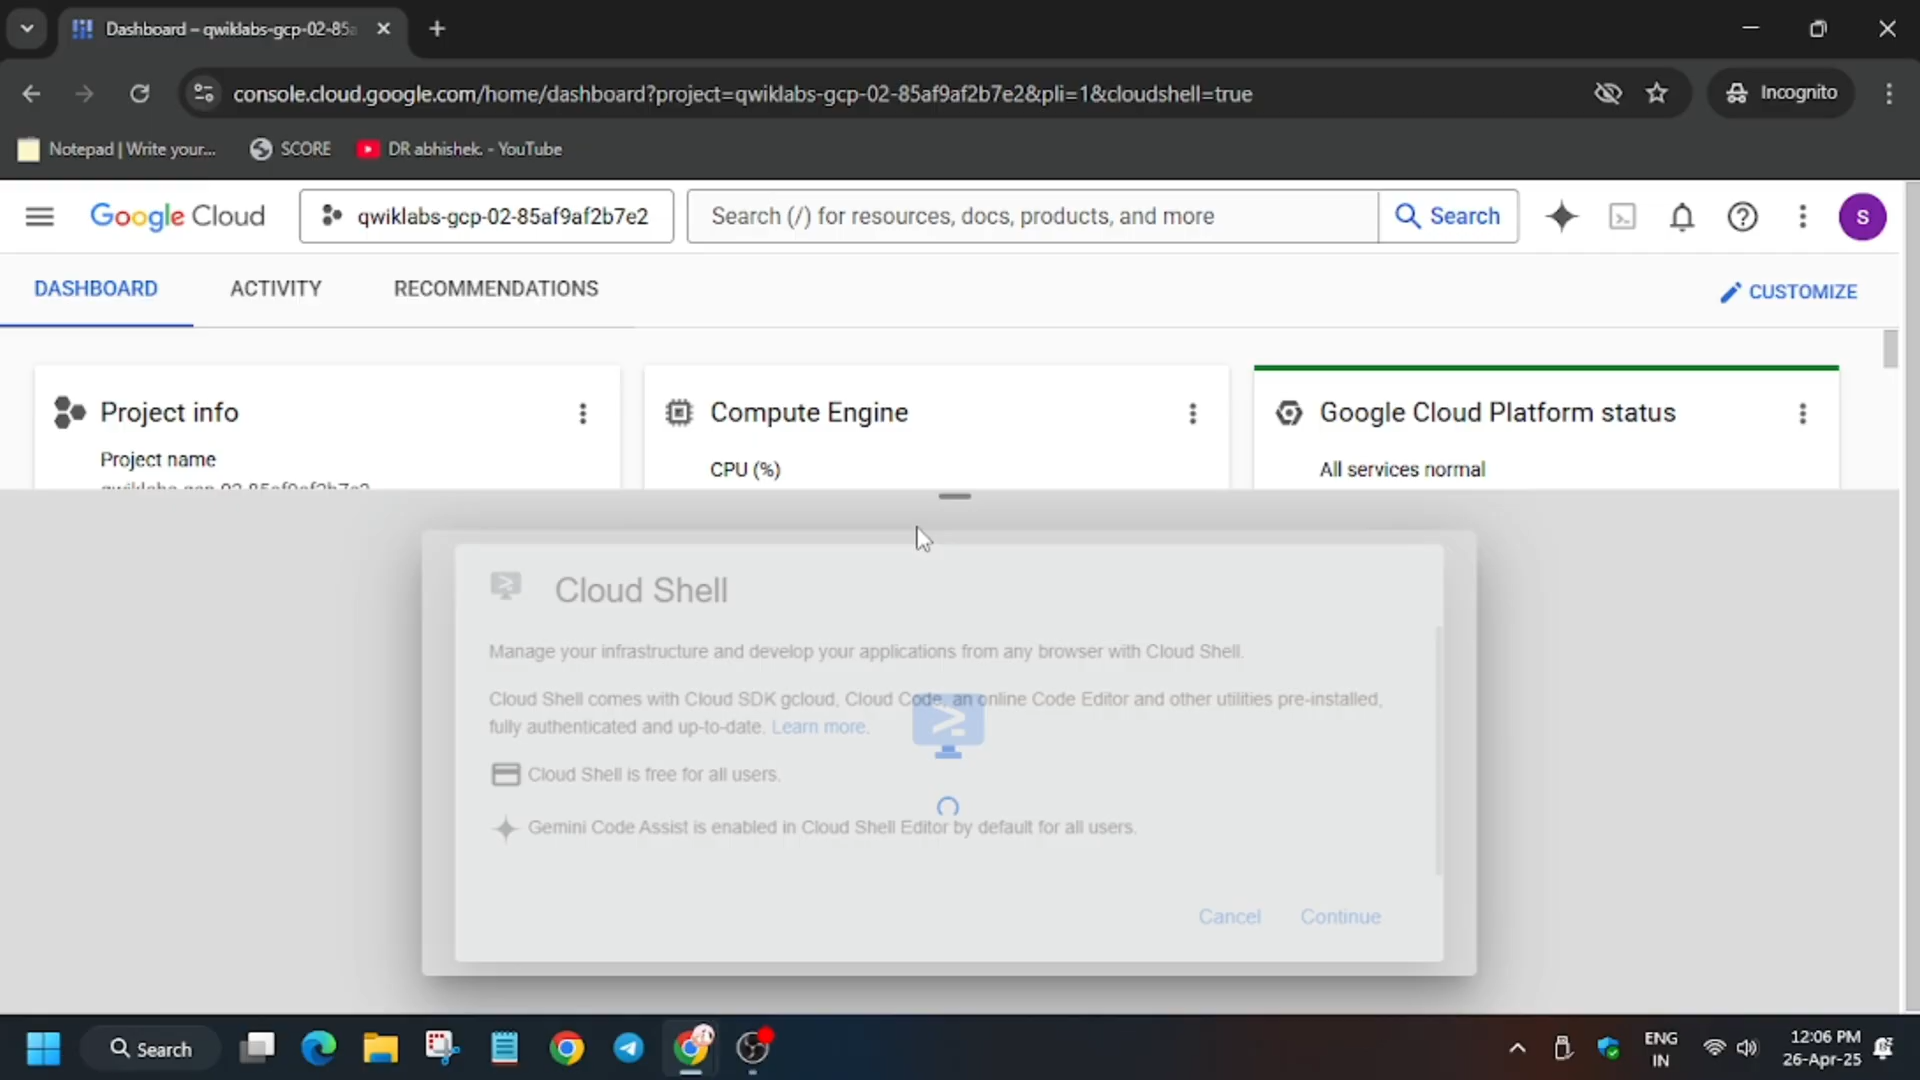 Dashboard – qwiklabs-gcp-02-85a
console.cloud.google.com/home/dashboard?project=qwiklabs-gcp-02-85af9af2b7e2&pli=1&cloudshell=true
Incognito
Notepad | Write your...
SCORE
DR abhishek. - YouTube
Google Cloud
qwiklabs-gcp-02-85af9af2b7e2
Search (/) for resources, docs, products, and more
Search
S
DASHBOARD
ACTIVITY
RECOMMENDATIONS
CUSTOMIZE
Project info
Project name
qwiklabs-gcp-02-85af9af2b7e2
Compute Engine
CPU (%)
Google Cloud Platform status
All services normal
Cloud Shell
Manage your infrastructure and develop your applications from any browser with Cloud Shell.
Cloud Shell comes with Cloud SDK gcloud, Cloud Code, an online Code Editor and other utilities pre-installed,
fully authenticated and up-to-date. Learn more.
Cloud Shell is free for all users.
Gemini Code Assist is enabled in Cloud Shell Editor by default for all users.
Cancel
Continue
Search
ENG
IN
12:06 PM
26-Apr-25